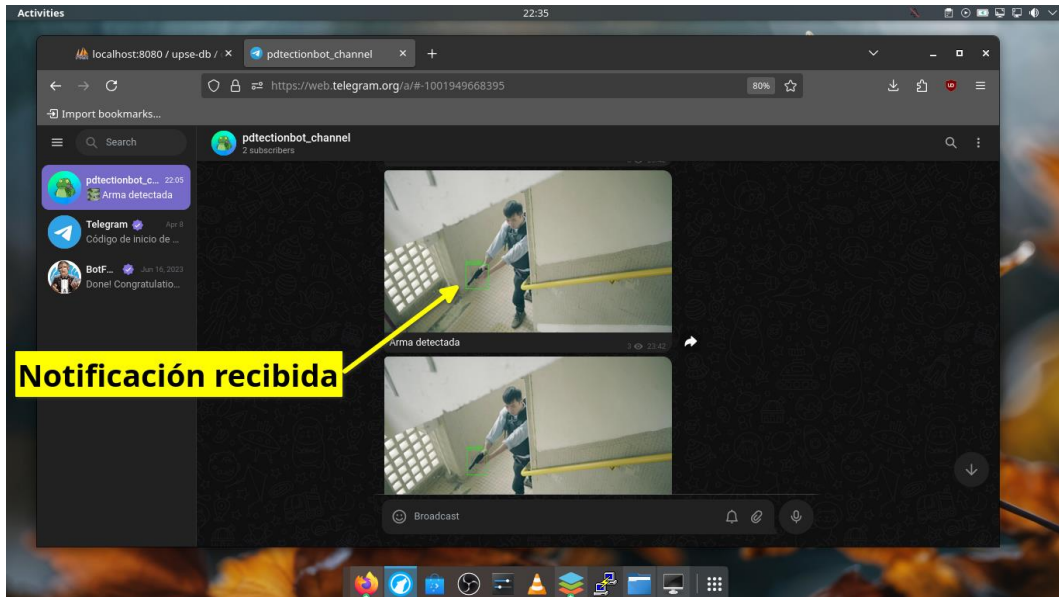 Activities
22:35
localhost:8080 / upse-db /
pdtectionbot_channel
https://web.telegram.org/a/#-1001949668395
80%
Import bookmarks...
Search
pdtectionbot_channel
2 subscribers
pdtectionbot_c... 22:05
Arma detectada
Telegram Apr 8
Código de inicio de ...
BotF... Jun 16, 2023
Done! Congratulatio...
Arma detectada
3 23:42
Notificación recibida
Broadcast